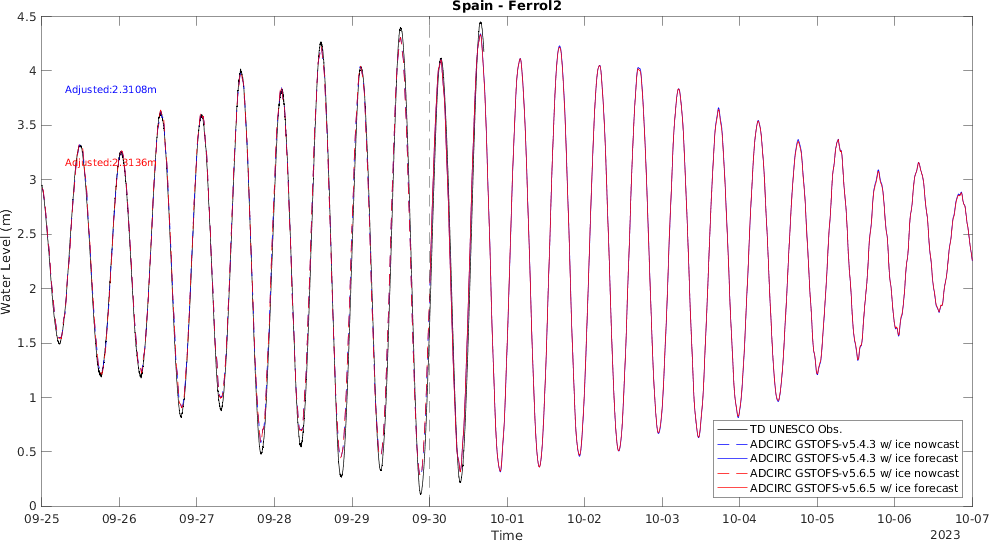 Spain - Ferrol2
4.5
4
3.5
3
2.5
2
1.5
1
0.5
0
Water Level (m)
Adjusted:2.3108m
Adjusted:2.3136m
TD UNESCO Obs.
ADCIRC GSTOFS-v5.4.3 w/ ice nowcast
ADCIRC GSTOFS-v5.4.3 w/ ice forecast
ADCIRC GSTOFS-v5.6.5 w/ ice nowcast
ADCIRC GSTOFS-v5.6.5 w/ ice forecast
09-25 09-26 09-27 09-28 09-29 09-30 10-01 10-02 10-03 10-04 10-05 10-06 10-07
Time
2023